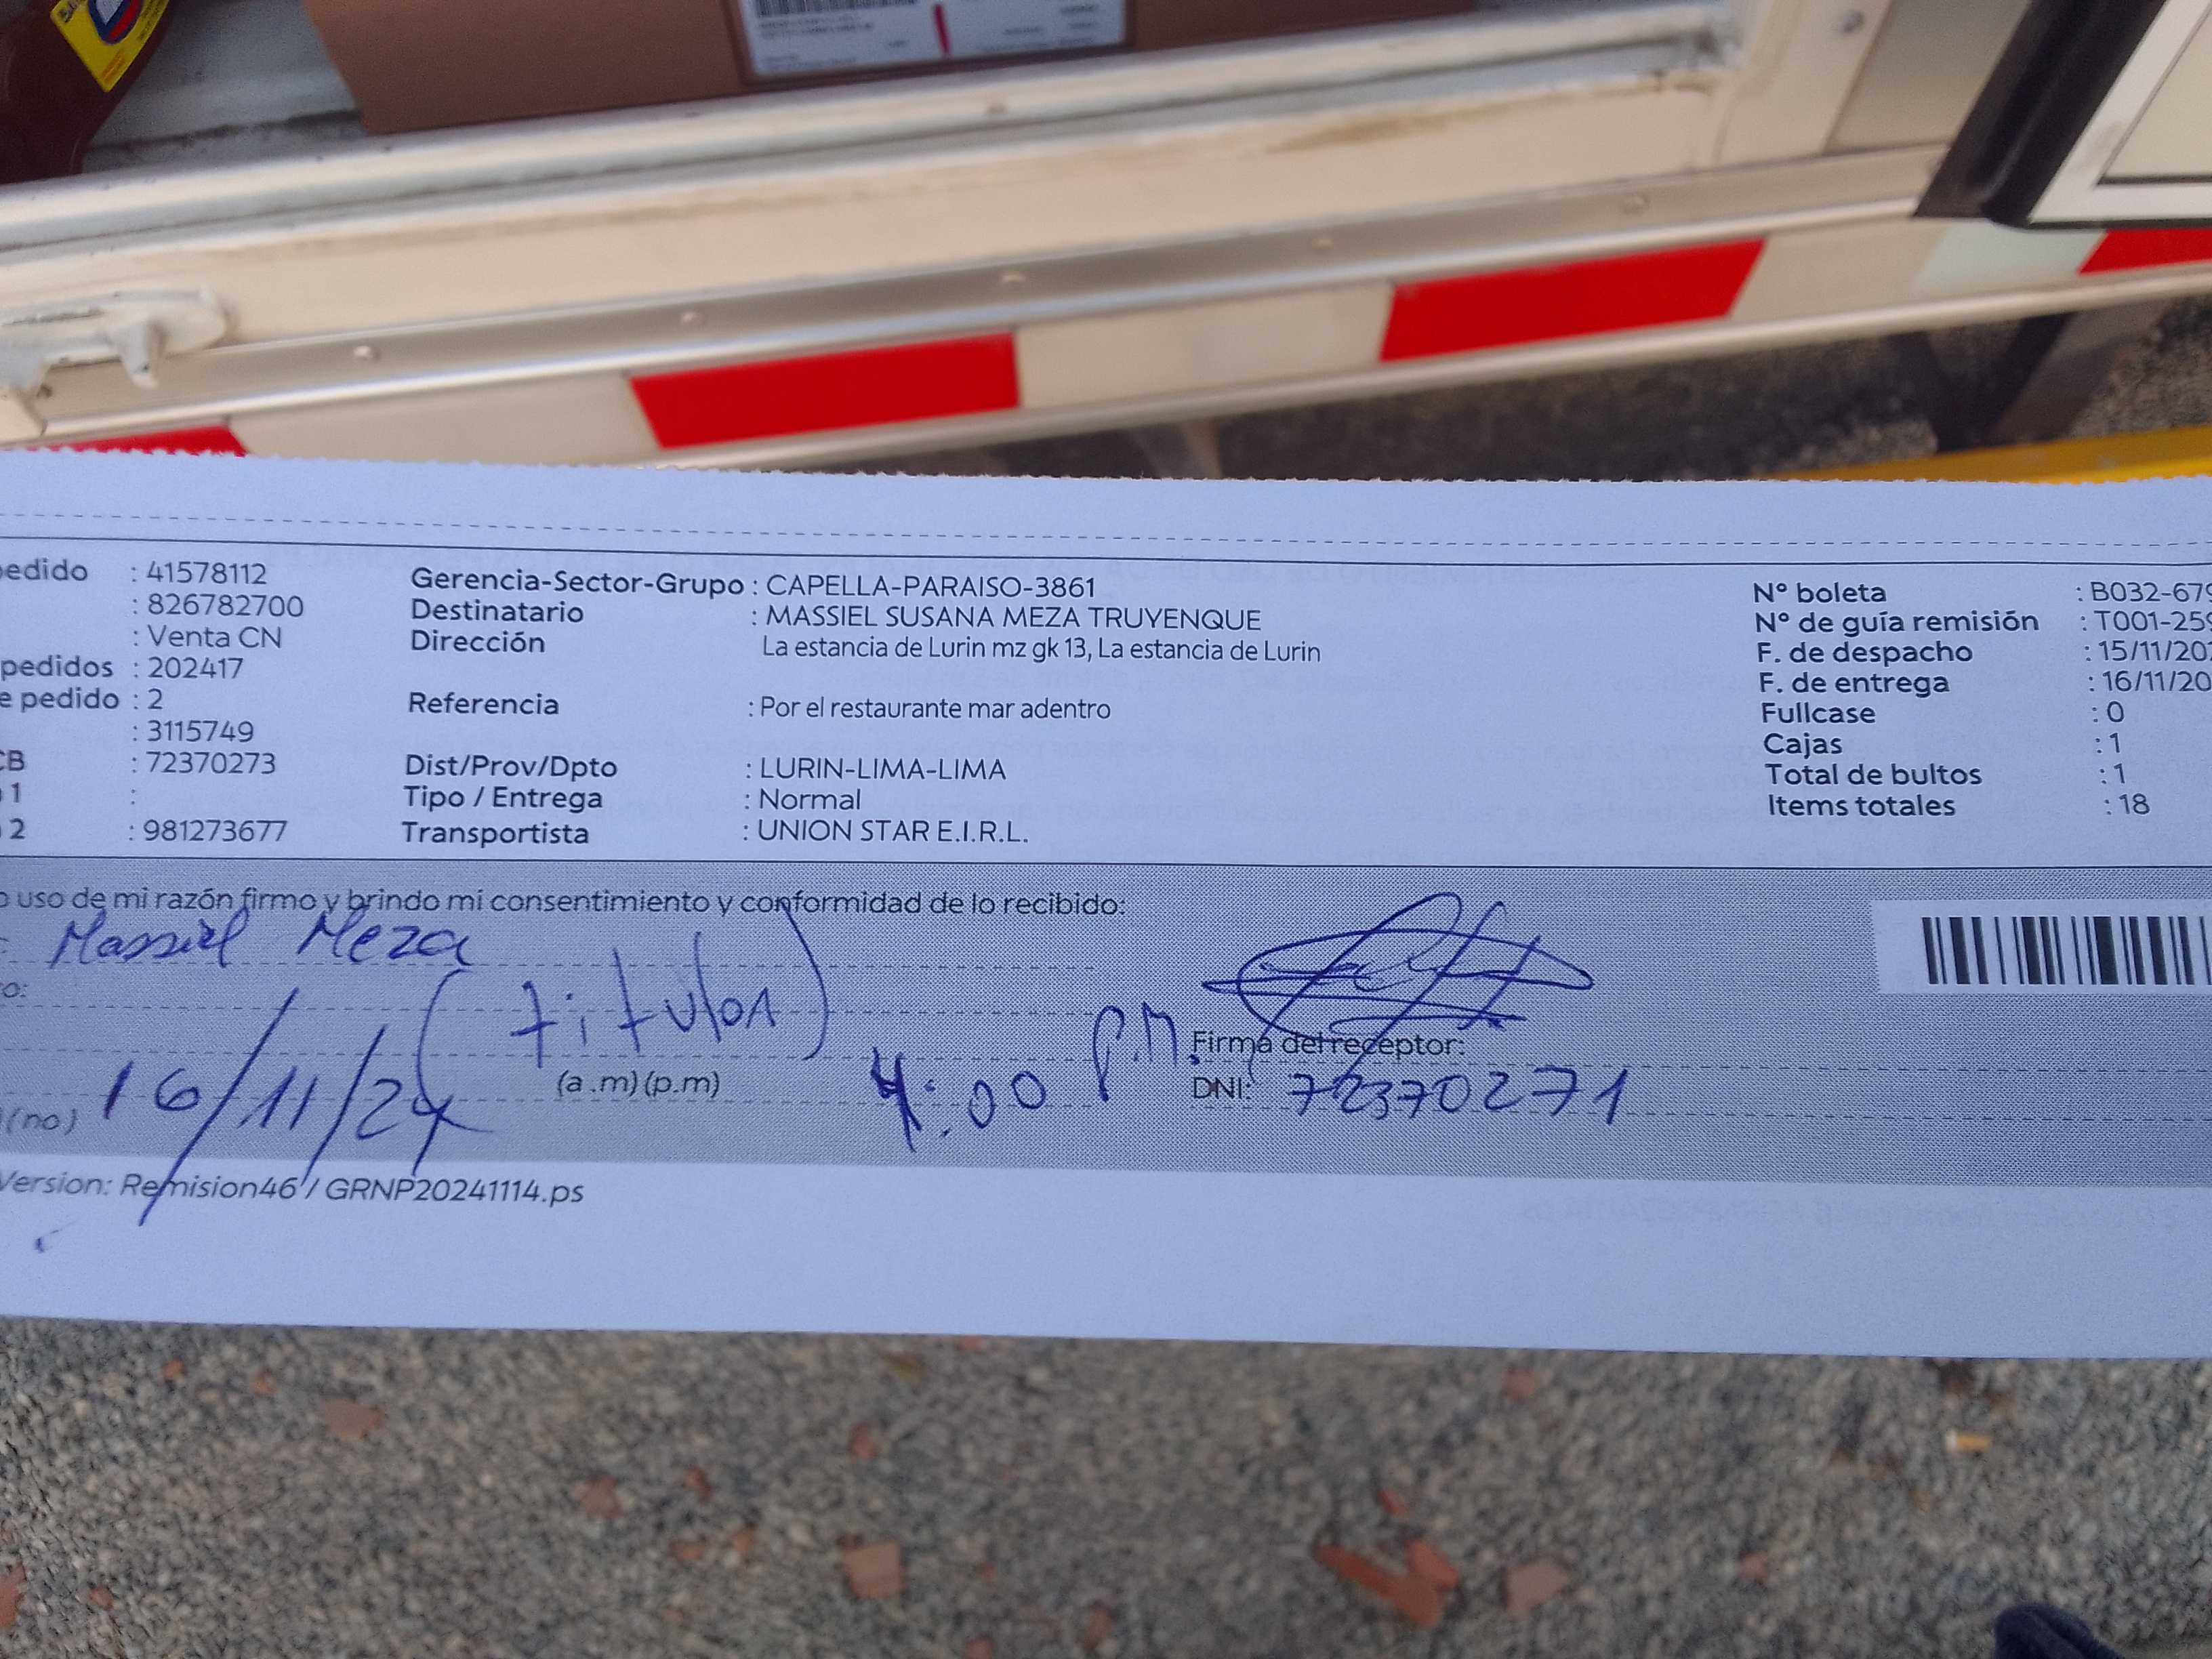 pedido : 41578112
: 826782700
: Venta CN
pedidos : 202417
e pedido : 2
: 3115749
CB : 72370273
1 :
2 : 981273677
Gerencia-Sector-Grupo : CAPELLA-PARAISO-3861
Destinatario : MASSIEL SUSANA MEZA TRUYENQUE
Dirección La estancia de Lurin mz gk 13, La estancia de Lurin
Referencia : Por el restaurante mar adentro
Dist/Prov/Dpto : LURIN-LIMA-LIMA
Tipo / Entrega : Normal
Transportista : UNION STAR E.I.R.L.
Nº boleta : B032-679
Nº de guía remisión : T001-259
F. de despacho : 15/11/20
F. de entrega : 16/11/20
Fullcase : 0
Cajas : 1
Total de bultos : 1
Items totales : 18
o uso de mi razón firmo y brindo mi consentimiento y conformidad de lo recibido:
Massiel Meza
o:
(titular)
16/11/24
(a .m) (p.m)
4:00 P.M.
Firma del receptor:
DNI: 72370271
(no)
Version: Remision46 / GRNP20241114.ps